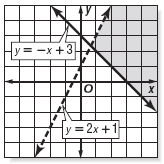 y
y = −x + 3
x
O
y = 2x + 1